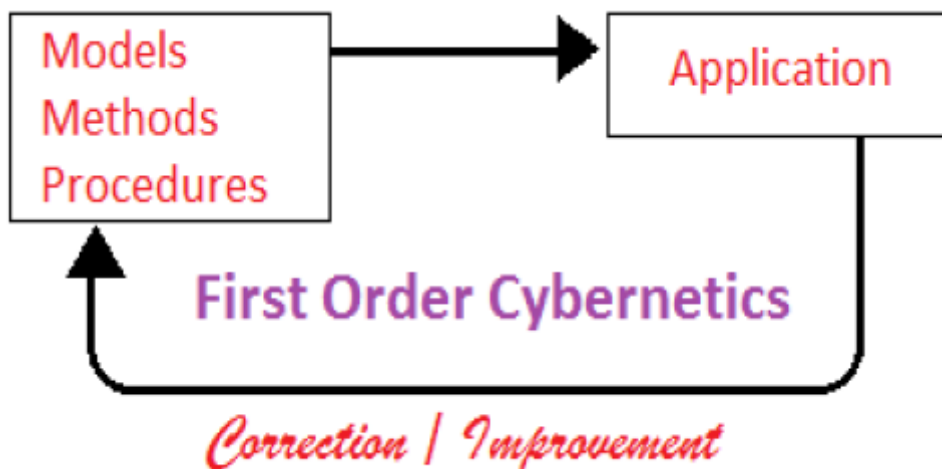 Models
Methods
Procedures
Application
First Order Cybernetics
Correction / Improvement